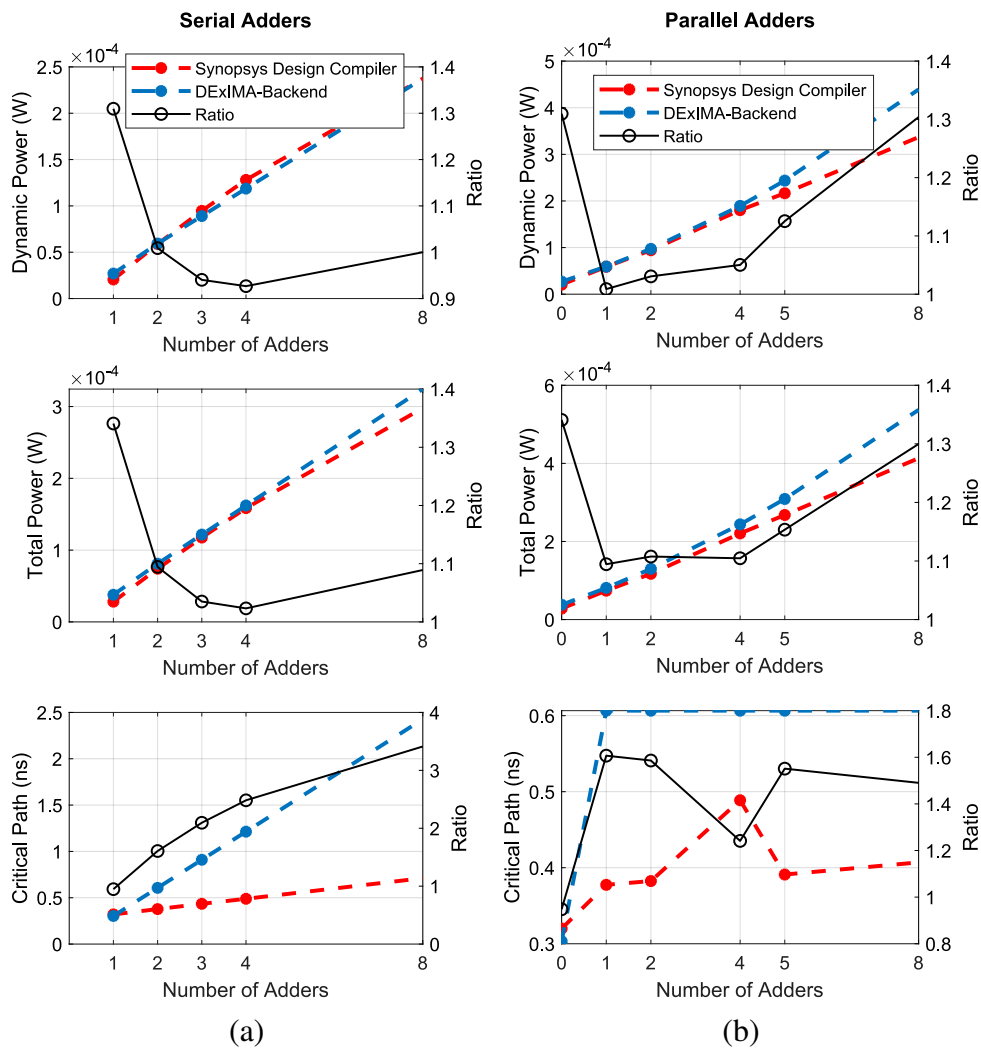 Serial Adders
×10⁻⁴
2.5
2
1.5
1
0.5
0
Dynamic Power (W)
Synopsys Design Compiler
DExIMA-Backend
Ratio
1.4
1.3
1.2
1.1
1
0.9
Ratio
1 2 3 4 8
Number of Adders
Parallel Adders
×10⁻⁴
5
4
3
2
1
0
Dynamic Power (W)
Synopsys Design Compiler
DExIMA-Backend
Ratio
1.4
1.3
1.2
1.1
1
Ratio
0 1 2 4 5 8
Number of Adders
×10⁻⁴
3
2
1
0
Total Power (W)
1.4
1.3
1.2
1.1
1
Ratio
1 2 3 4 8
Number of Adders
×10⁻⁴
6
4
2
0
Total Power (W)
1.4
1.3
1.2
1.1
1
Ratio
0 1 2 4 5 8
Number of Adders
2.5
2
1.5
1
0.5
0
Critical Path (ns)
4
3
2
1
0
Ratio
1 2 3 4 8
Number of Adders
0.6
0.5
0.4
0.3
Critical Path (ns)
1.8
1.6
1.4
1.2
1
0.8
Ratio
0 1 2 4 5 8
Number of Adders
(a)
(b)